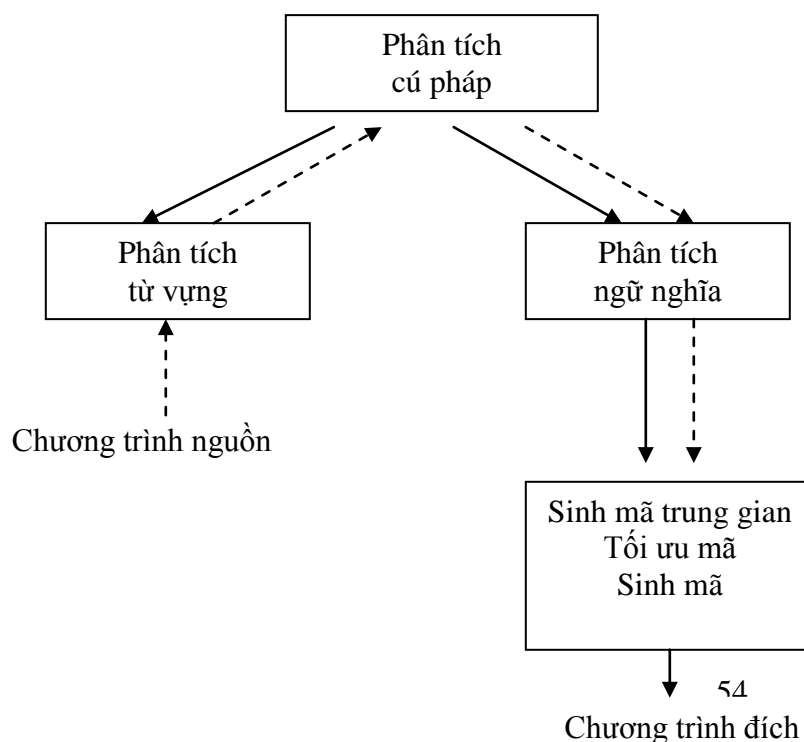 Phân tích
cú pháp
Phân tích
từ vựng
Phân tích
ngữ nghĩa
Chương trình nguồn
Sinh mã trung gian
Tối ưu mã
Sinh mã
54
Chương trình đích